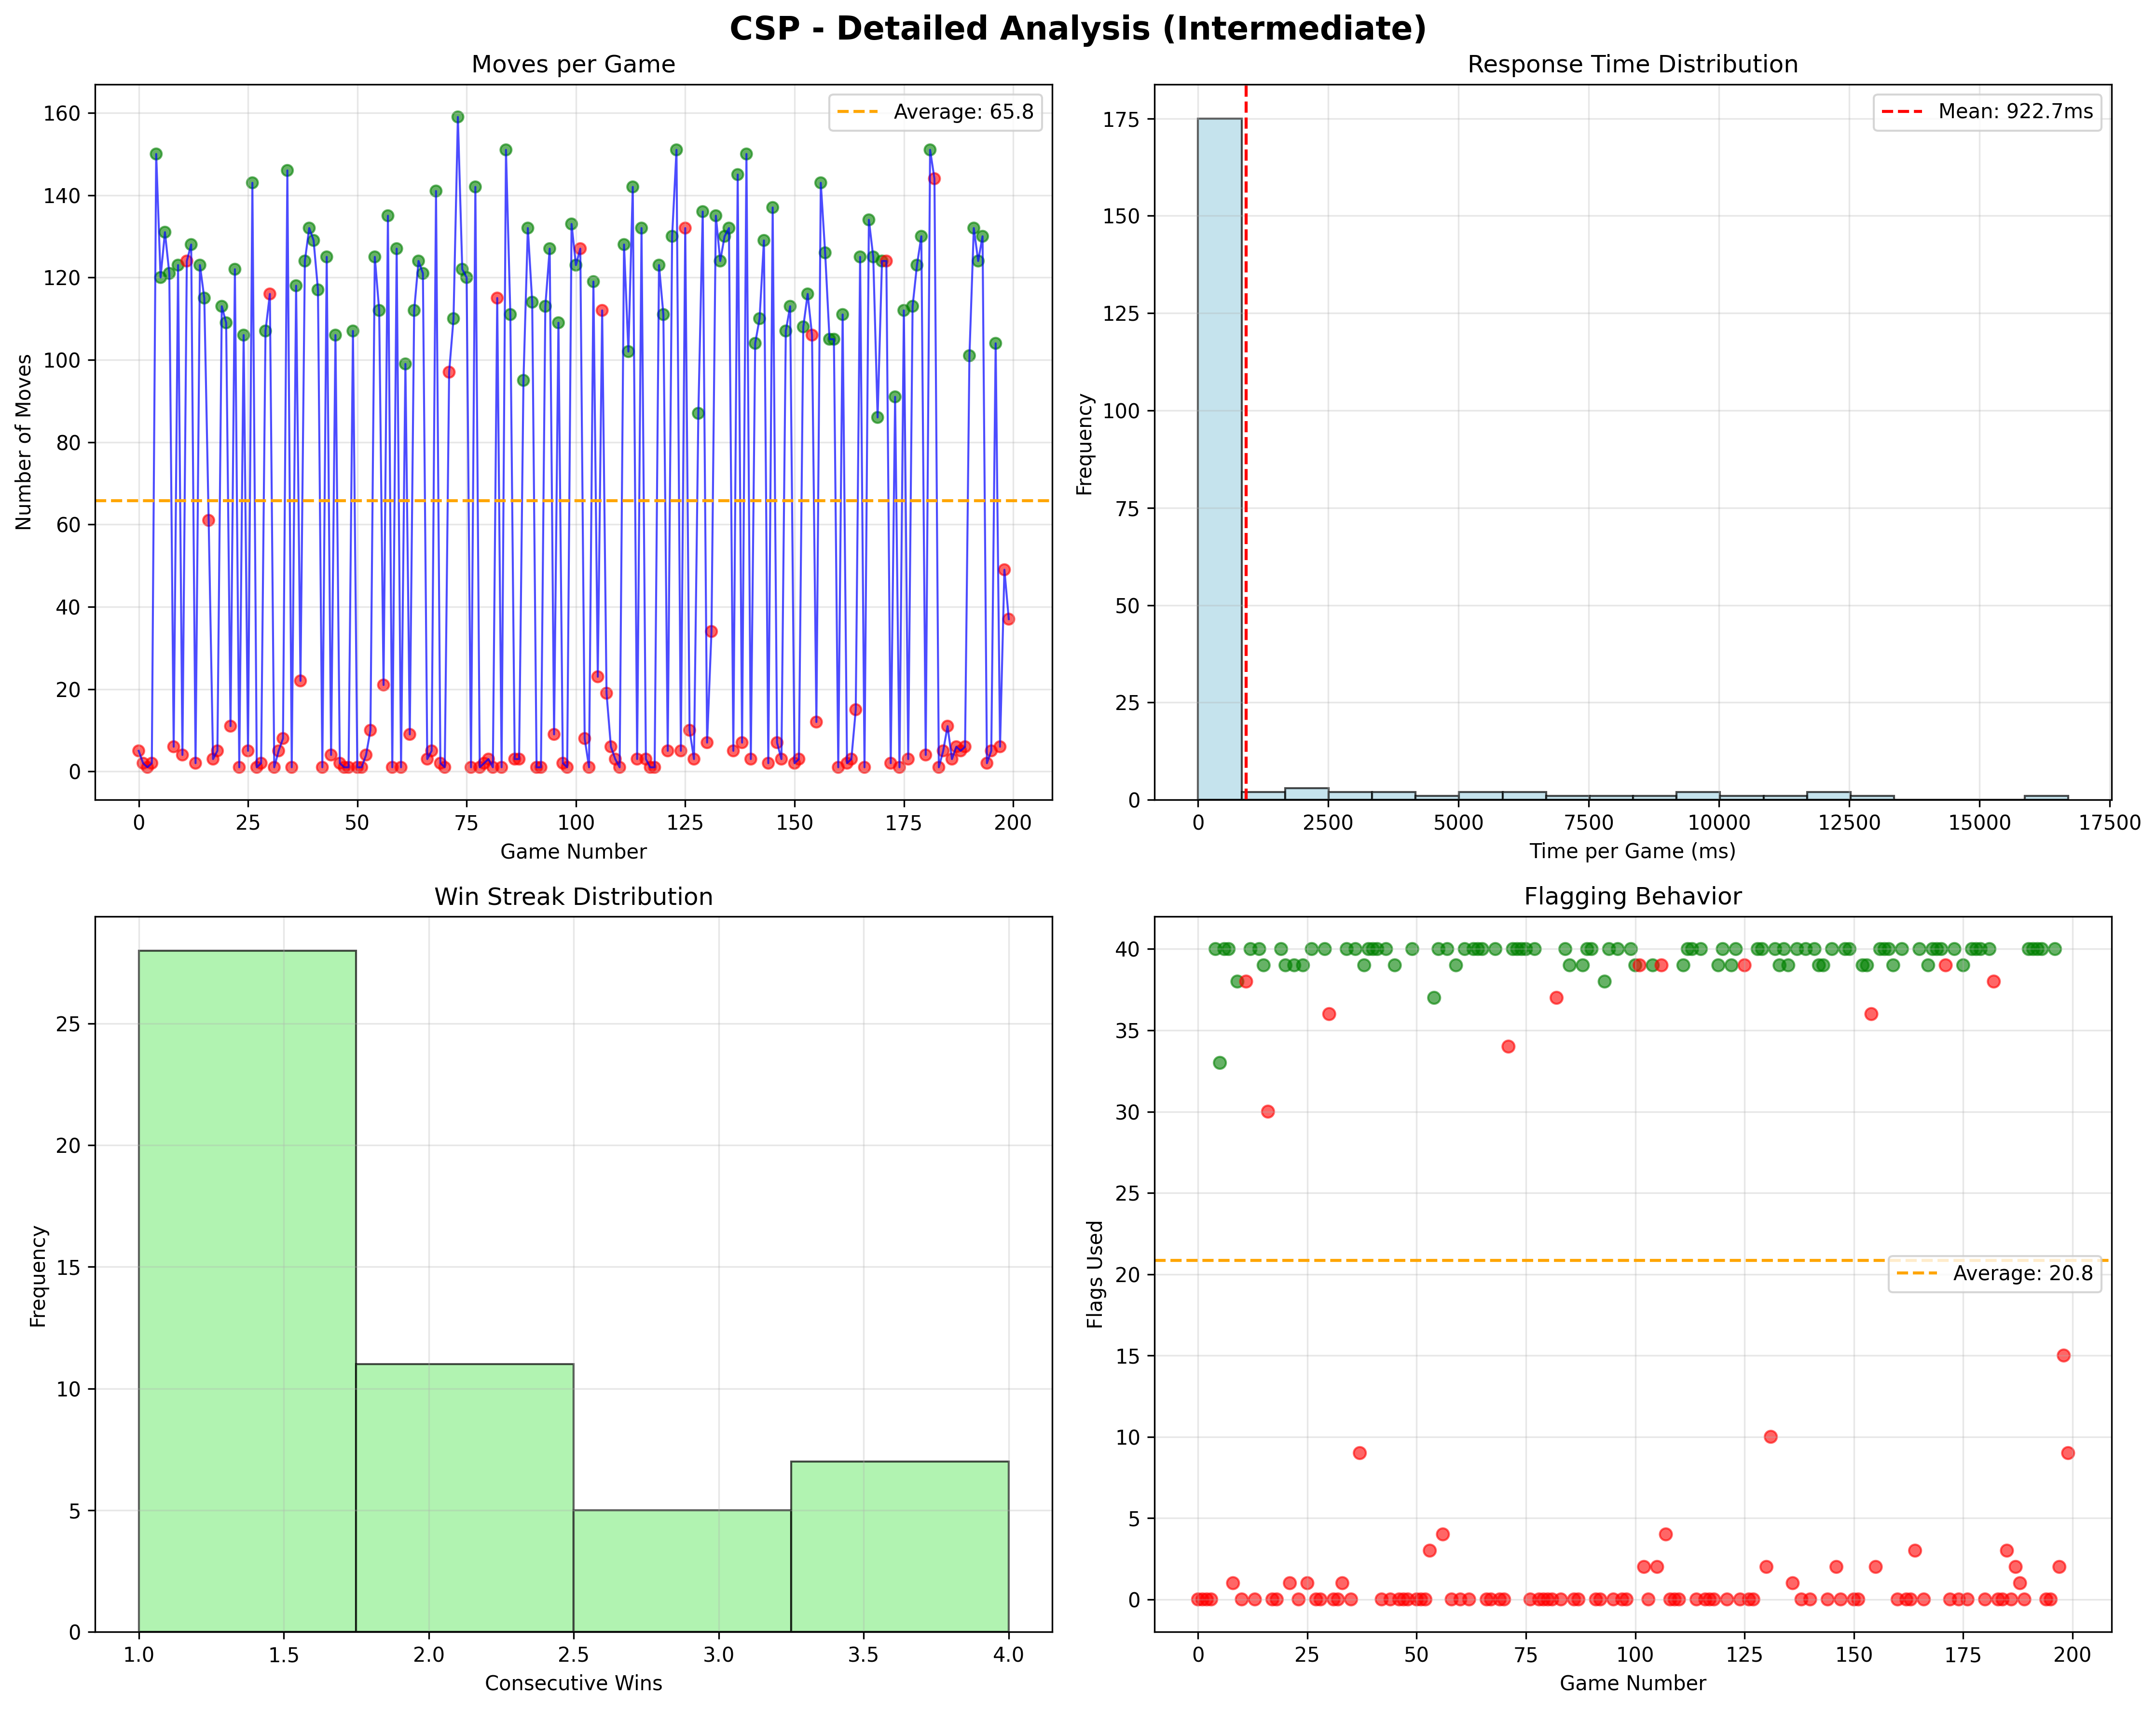 CSP - Detailed Analysis (Intermediate)
Moves per Game
Average: 65.8
Number of Moves
160
140
120
100
80
60
40
20
0
0 25 50 75 100 125 150 175 200
Game Number
Response Time Distribution
Mean: 922.7ms
Frequency
175
150
125
100
75
50
25
0
0 2500 5000 7500 10000 12500 15000 17500
Time per Game (ms)
Win Streak Distribution
Frequency
25
20
15
10
5
0
1.0 1.5 2.0 2.5 3.0 3.5 4.0
Consecutive Wins
Flagging Behavior
Average: 20.8
Flags Used
40
35
30
25
20
15
10
5
0
0 25 50 75 100 125 150 175 200
Game Number